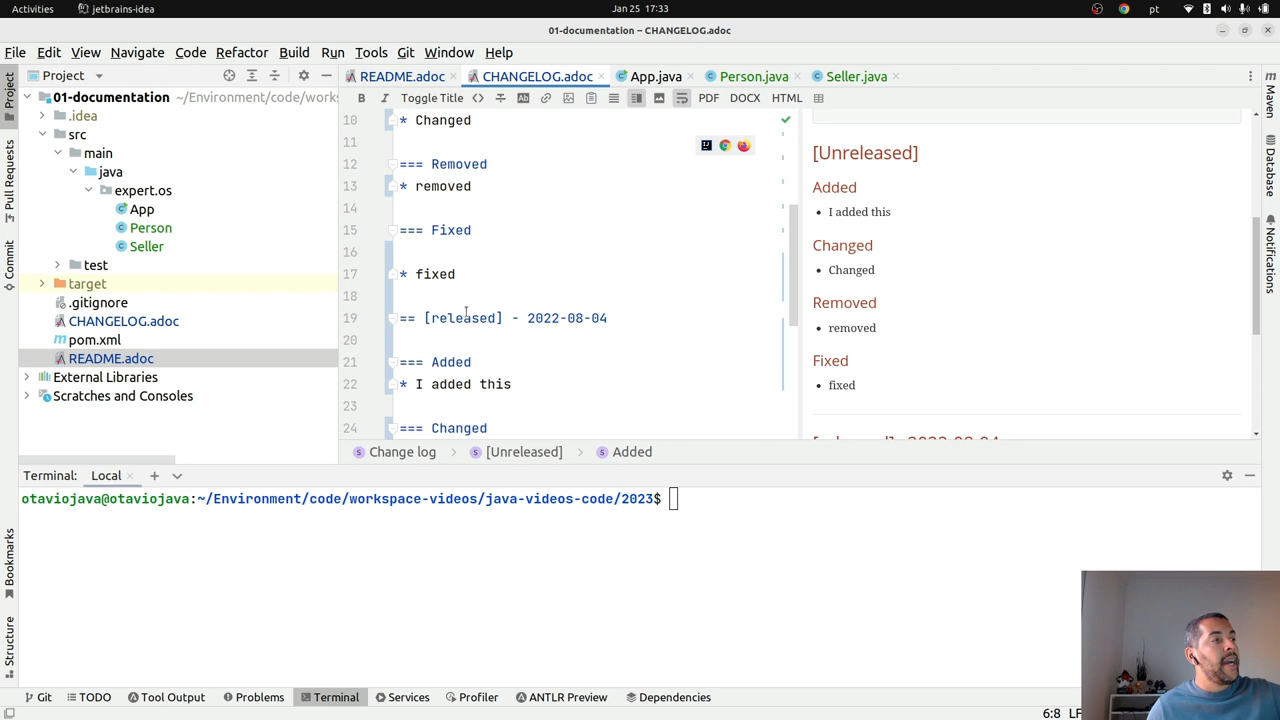 Activities
jetbrains-idea
Jan 25 17:33
pt
01-documentation – CHANGELOG.adoc
File Edit View Navigate Code Refactor Build Run Tools Git Window Help
Project
README.adoc
CHANGELOG.adoc
App.java
Person.java
Seller.java
Toggle Title
PDF
DOCX
HTML
Project
Pull Requests
Commit
Bookmarks
Structure
01-documentation ~/Environment/code/works
.idea
src
main
java
expert.os
App
Person
Seller
test
target
.gitignore
CHANGELOG.adoc
pom.xml
README.adoc
External Libraries
Scratches and Consoles
10 * Changed
11
12 === Removed
13 * removed
14
15 === Fixed
16
17 * fixed
18
19 == [released] - 2022-08-04
20
21 === Added
22 * I added this
23
24 === Changed
[Unreleased]
Added
• I added this
Changed
• Changed
Removed
• removed
Fixed
• fixed
Maven
Database
Notifications
Change log
[Unreleased]
Added
Terminal: Local
otaviojava@otaviojava:~/Environment/code/workspace-videos/java-videos-code/2023$
Git
TODO
Tool Output
Problems
Terminal
Services
Profiler
ANTLR Preview
Dependencies
6:8